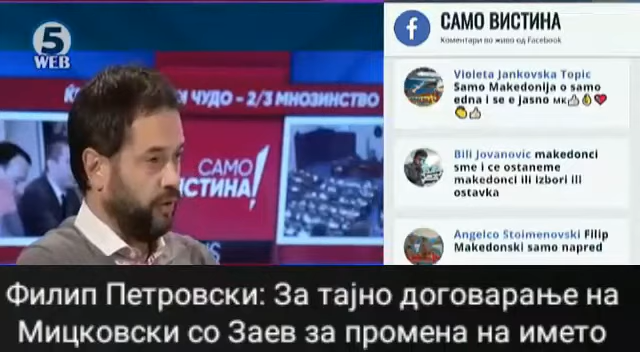 5
WEB
И ЧУДО - 2/3 МНОЗИНСТВО
САМО
ИСТИНА!
САМО ВИСТИНА
Коментари во живо од Facebook
Violeta Jankovska Topic
Samo Makedonija o samo
edna i se e jasno мк👍💧❤️
👏👍
Bili Jovanovic makedonci
sme i ce ostaneme
makedonci ili izbori ili
ostavka
Angelco Stoimenovski Filip
Makedonski samo napred
Филип Петровски: За тајно договарање на
Мицковски со Заев за промена на името